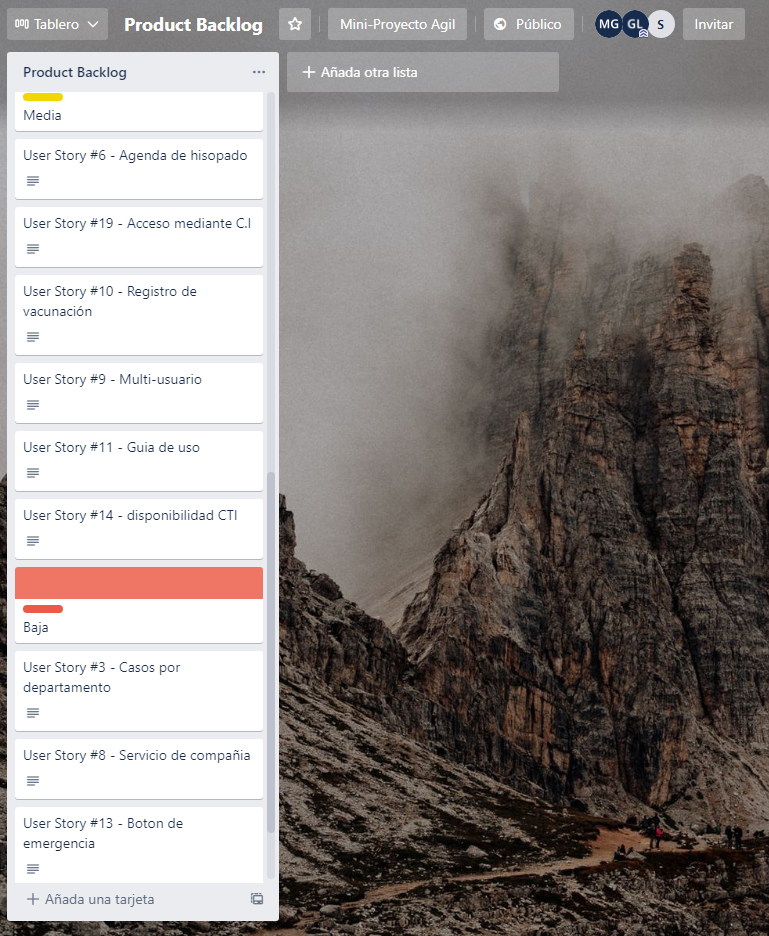 Tablero
Product Backlog
Mini-Proyecto Agil
Público
MG
GL
S
Invitar
Product Backlog
Añada otra lista
Media
User Story #6 - Agenda de hisopado
User Story #19 - Acceso mediante C.I
User Story #10 - Registro de
vacunación
User Story #9 - Multi-usuario
User Story #11 - Guia de uso
User Story #14 - disponibilidad CTI
Baja
User Story #3 - Casos por
departamento
User Story #8 - Servicio de compañia
User Story #13 - Boton de
emergencia
Añada una tarjeta